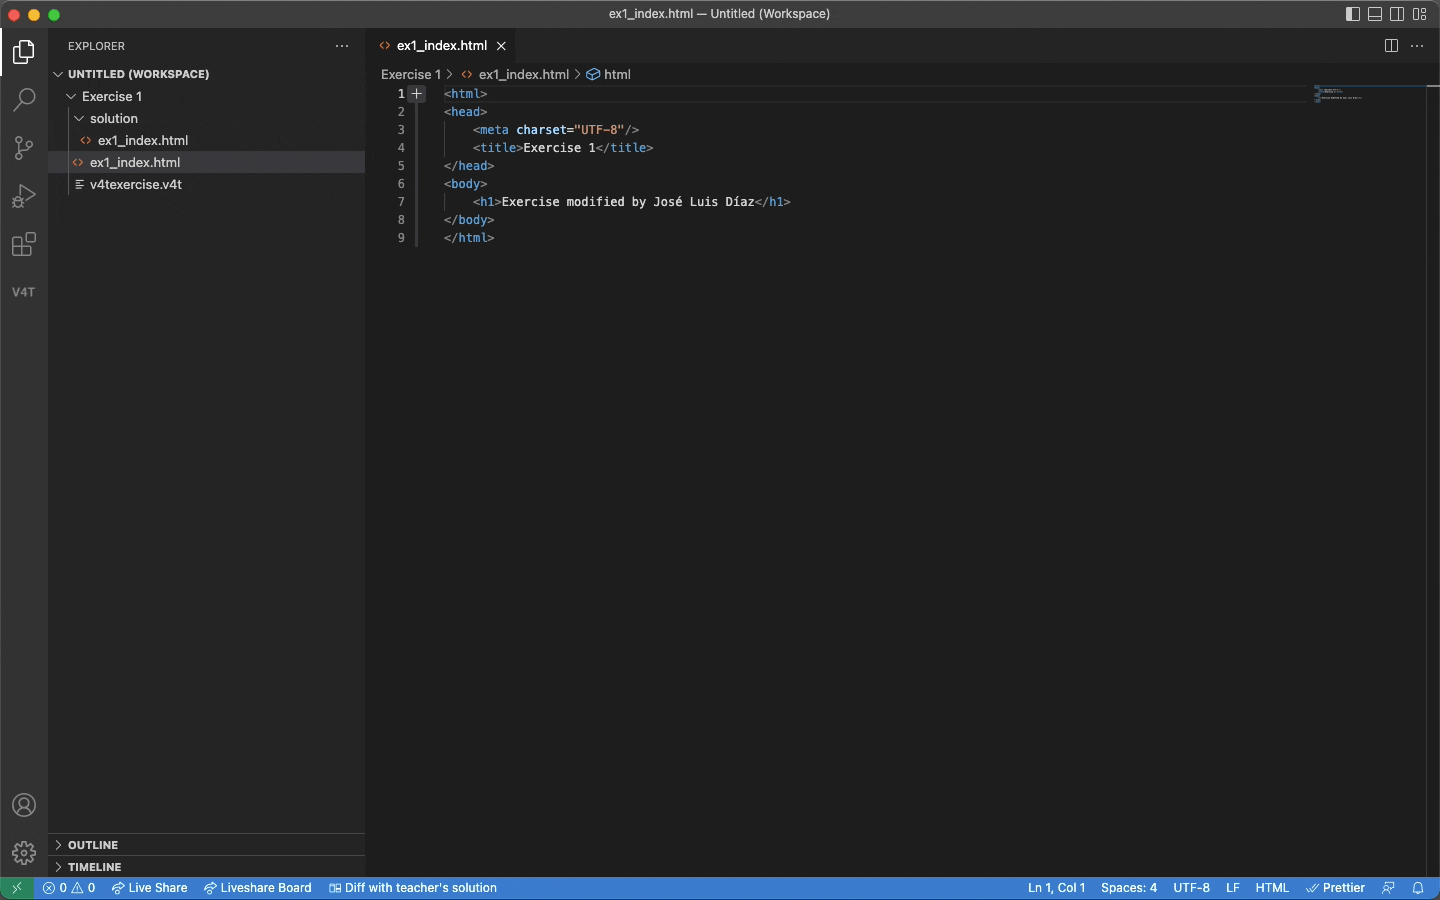 ex1_index.html — Untitled (Workspace)
EXPLORER
UNTITLED (WORKSPACE)
Exercise 1
solution
ex1_index.html
ex1_index.html
v4texercise.v4t
V4T
OUTLINE
TIMELINE
ex1_index.html
Exercise 1 > ex1_index.html > html
1 <html>
2 <head>
3 <meta charset="UTF-8"/>
4 <title>Exercise 1</title>
5 </head>
6 <body>
7 <h1>Exercise modified by José Luis Díaz</h1>
8 </body>
9 </html>
0 0 Live Share Liveshare Board Diff with teacher's solution Ln 1, Col 1 Spaces: 4 UTF-8 LF HTML Prettier